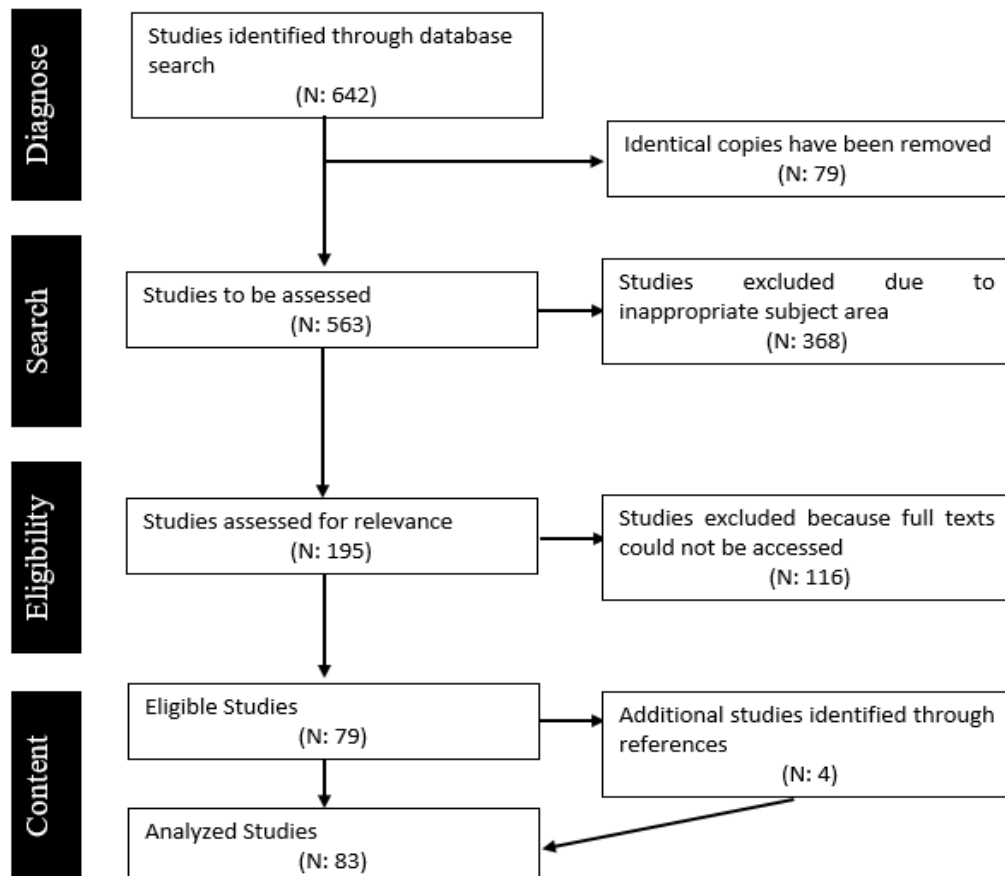 Diagnose
Studies identified through database
search
(N: 642)
Identical copies have been removed
(N: 79)
Search
Studies to be assessed
(N: 563)
Studies excluded due to
inappropriate subject area
(N: 368)
Eligibility
Studies assessed for relevance
(N: 195)
Studies excluded because full texts
could not be accessed
(N: 116)
Content
Eligible Studies
(N: 79)
Additional studies identified through
references
(N: 4)
Analyzed Studies
(N: 83)